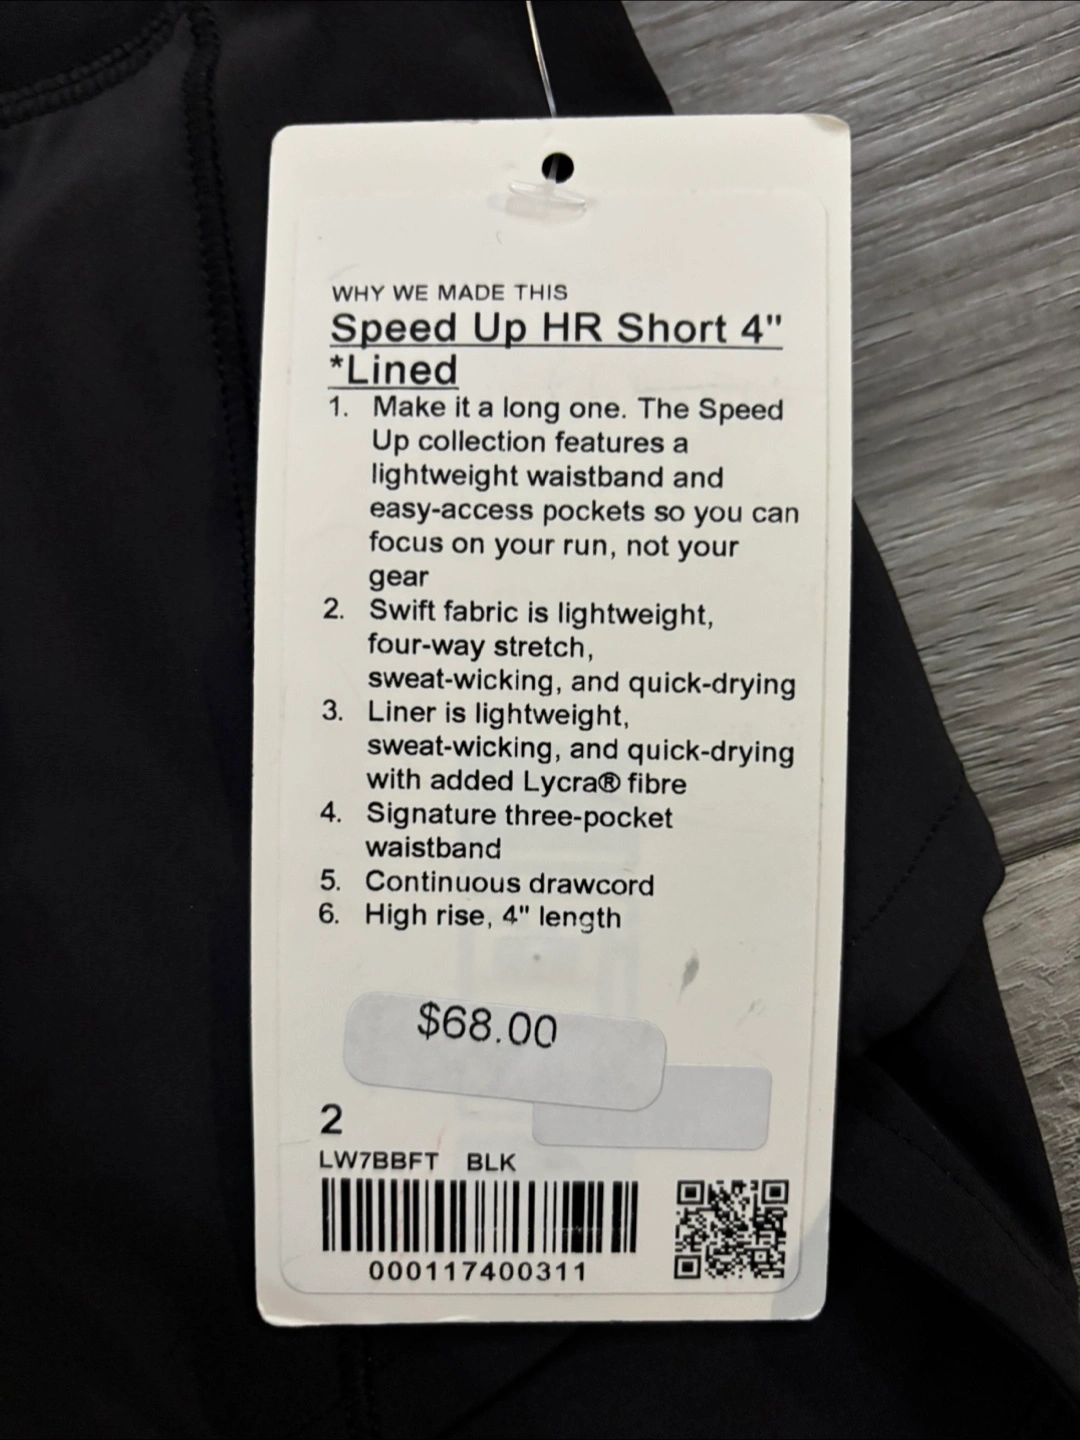 WHY WE MADE THIS
Speed Up HR Short 4"
*Lined
1. Make it a long one. The Speed
Up collection features a
lightweight waistband and
easy-access pockets so you can
focus on your run, not your
gear
2. Swift fabric is lightweight,
four-way stretch,
sweat-wicking, and quick-drying
3. Liner is lightweight,
sweat-wicking, and quick-drying
with added Lycra® fibre
4. Signature three-pocket
waistband
5. Continuous drawcord
6. High rise, 4" length
$68.00
2
LW7BBFT BLK
000117400311